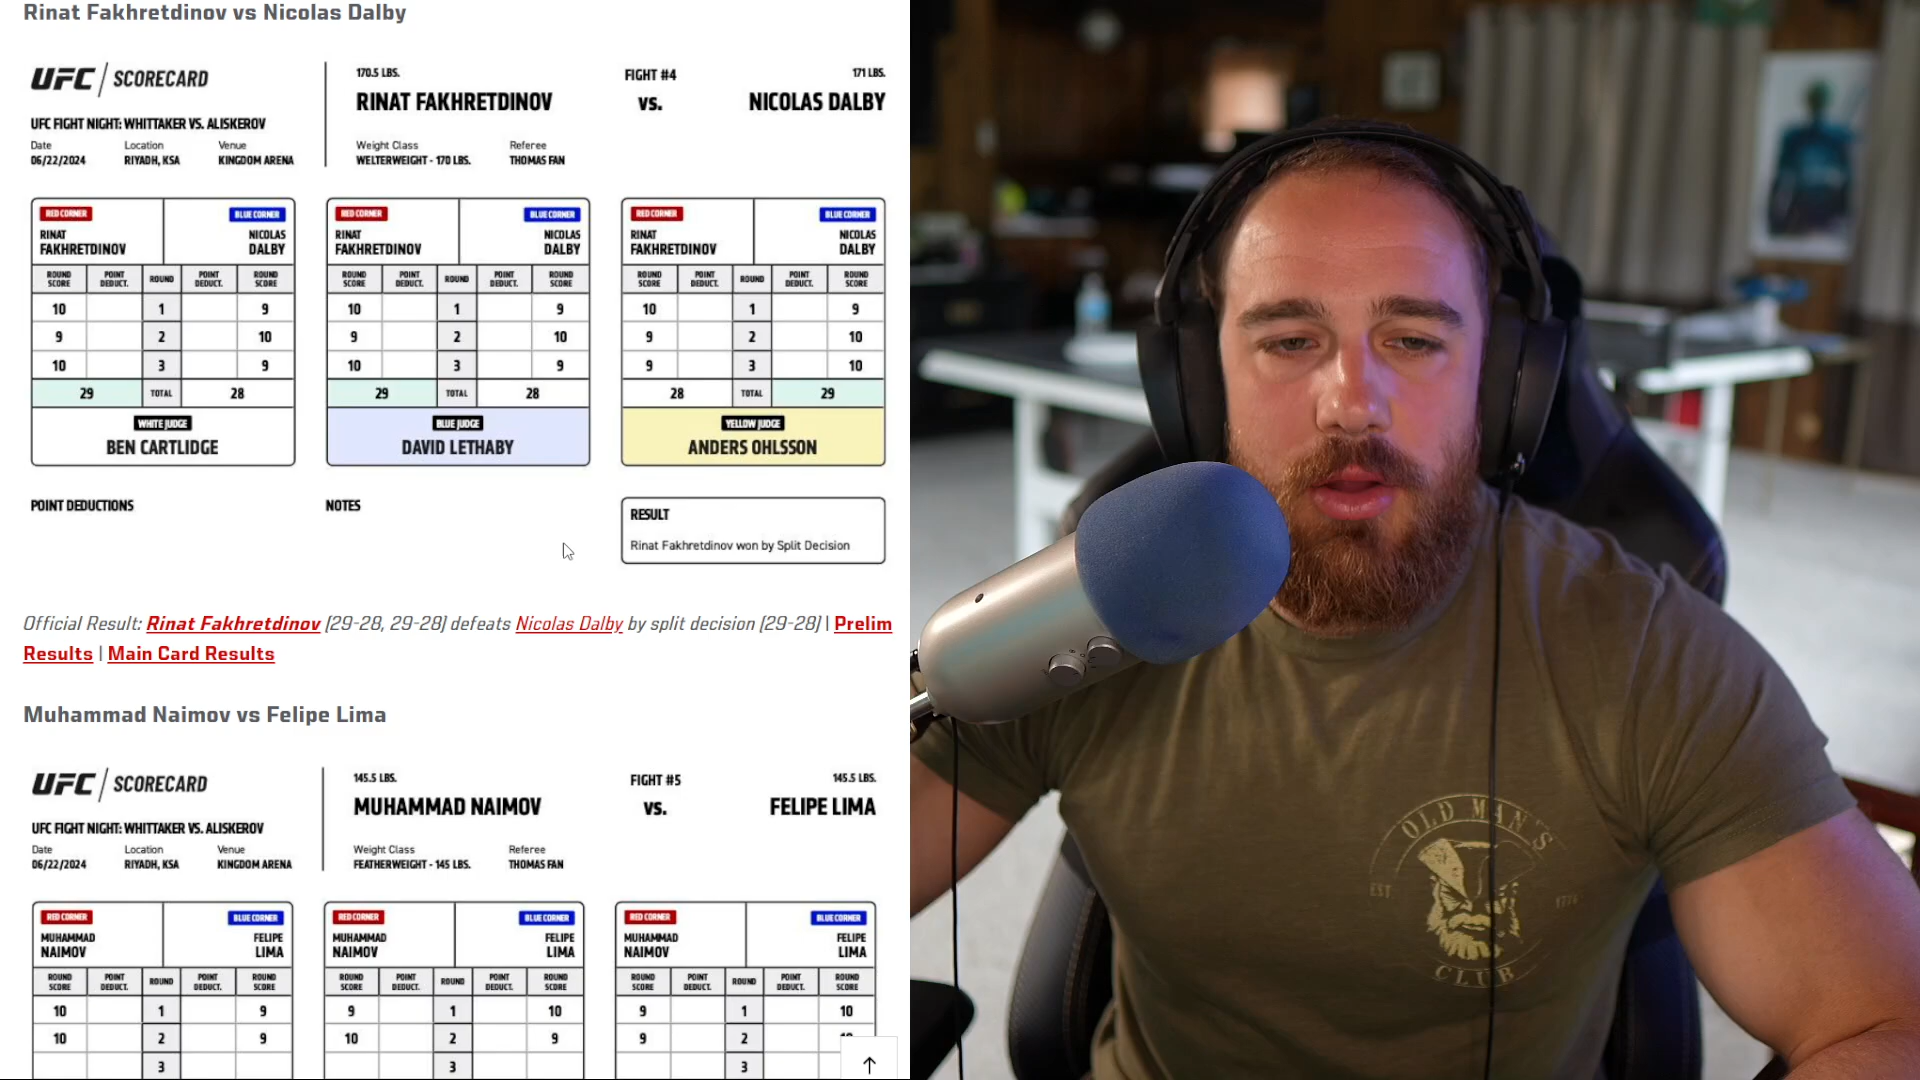 Rinat Fakhretdinov vs Nicolas Dalby
UFC / SCORECARD
UFC FIGHT NIGHT: WHITTAKER VS. ALISKEROV
Date Location Venue
06/22/2024 RIYADH, KSA KINGDOM ARENA
170.5 LBS. FIGHT #4 171 LBS.
RINAT FAKHRETDINOV VS. NICOLAS DALBY
Weight Class Referee
WELTERWEIGHT - 170 LBS. THOMAS FAN
RED CORNER BLUE CORNER
RINAT FAKHRETDINOV NICOLAS DALBY
ROUND SCORE POINT DEDUCT. ROUND POINT DEDUCT. ROUND SCORE
10 1 9
9 2 10
10 3 9
29 TOTAL 28
WHITE JUDGE
BEN CARTLIDGE
RED CORNER BLUE CORNER
RINAT FAKHRETDINOV NICOLAS DALBY
ROUND SCORE POINT DEDUCT. ROUND POINT DEDUCT. ROUND SCORE
10 1 9
9 2 10
10 3 9
29 TOTAL 28
BLUE JUDGE
DAVID LETHABY
RED CORNER BLUE CORNER
RINAT FAKHRETDINOV NICOLAS DALBY
ROUND SCORE POINT DEDUCT. ROUND POINT DEDUCT. ROUND SCORE
10 1 9
9 2 10
9 3 10
28 TOTAL 29
YELLOW JUDGE
ANDERS OHLSSON
POINT DEDUCTIONS
NOTES
RESULT
Rinat Fakhretdinov won by Split Decision
Official Result: Rinat Fakhretdinov (29-28, 29-28) defeats Nicolas Dalby by split decision (29-28) | Prelim
Results | Main Card Results
Muhammad Naimov vs Felipe Lima
UFC / SCORECARD
UFC FIGHT NIGHT: WHITTAKER VS. ALISKEROV
Date Location Venue
06/22/2024 RIYADH, KSA KINGDOM ARENA
145.5 LBS. FIGHT #5 145.5 LBS.
MUHAMMAD NAIMOV VS. FELIPE LIMA
Weight Class Referee
FEATHERWEIGHT - 145 LBS. THOMAS FAN
RED CORNER BLUE CORNER
MUHAMMAD NAIMOV FELIPE LIMA
ROUND SCORE POINT DEDUCT. ROUND POINT DEDUCT. ROUND SCORE
10 1 9
10 2 9
3
RED CORNER BLUE CORNER
MUHAMMAD NAIMOV FELIPE LIMA
ROUND SCORE POINT DEDUCT. ROUND POINT DEDUCT. ROUND SCORE
9 1 10
10 2 9
3
RED CORNER BLUE CORNER
MUHAMMAD NAIMOV FELIPE LIMA
ROUND SCORE POINT DEDUCT. ROUND POINT DEDUCT. ROUND SCORE
9 1 10
9 2
3
OLD MAN'S
EST 1776
CLUB